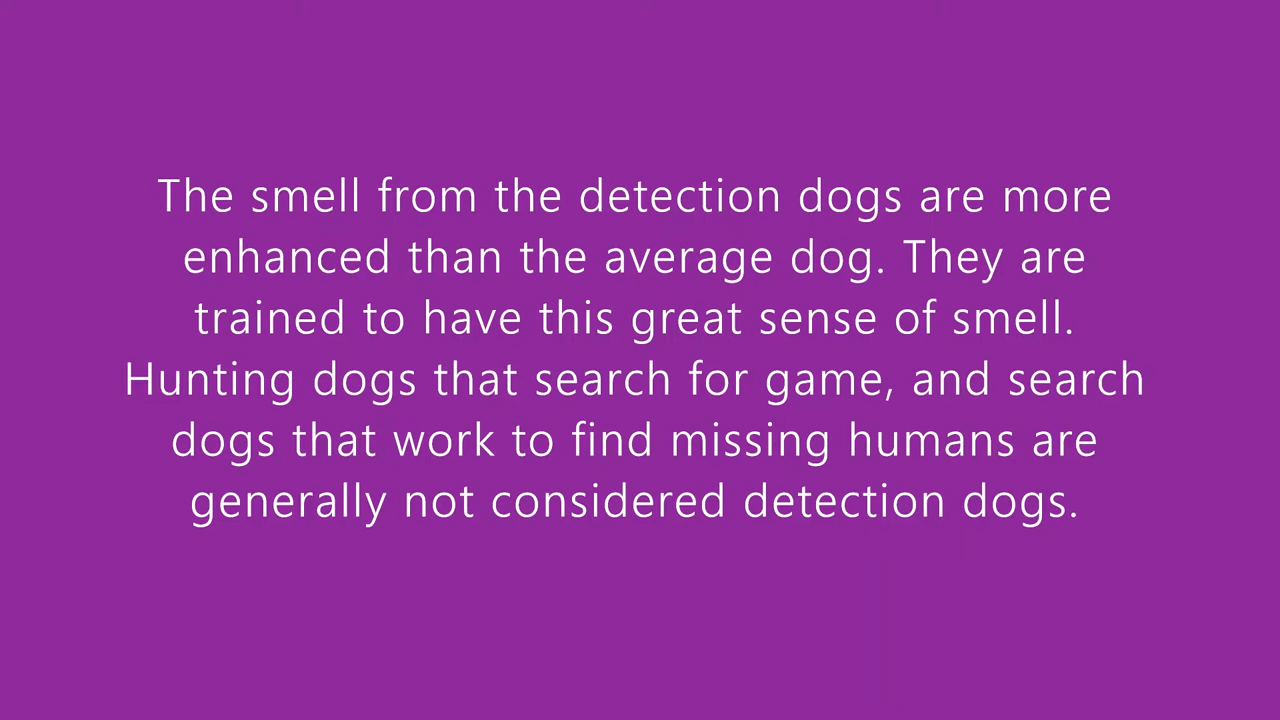 The smell from the detection dogs are more
enhanced than the average dog. They are
trained to have this great sense of smell.
Hunting dogs that search for game, and search
dogs that work to find missing humans are
generally not considered detection dogs.